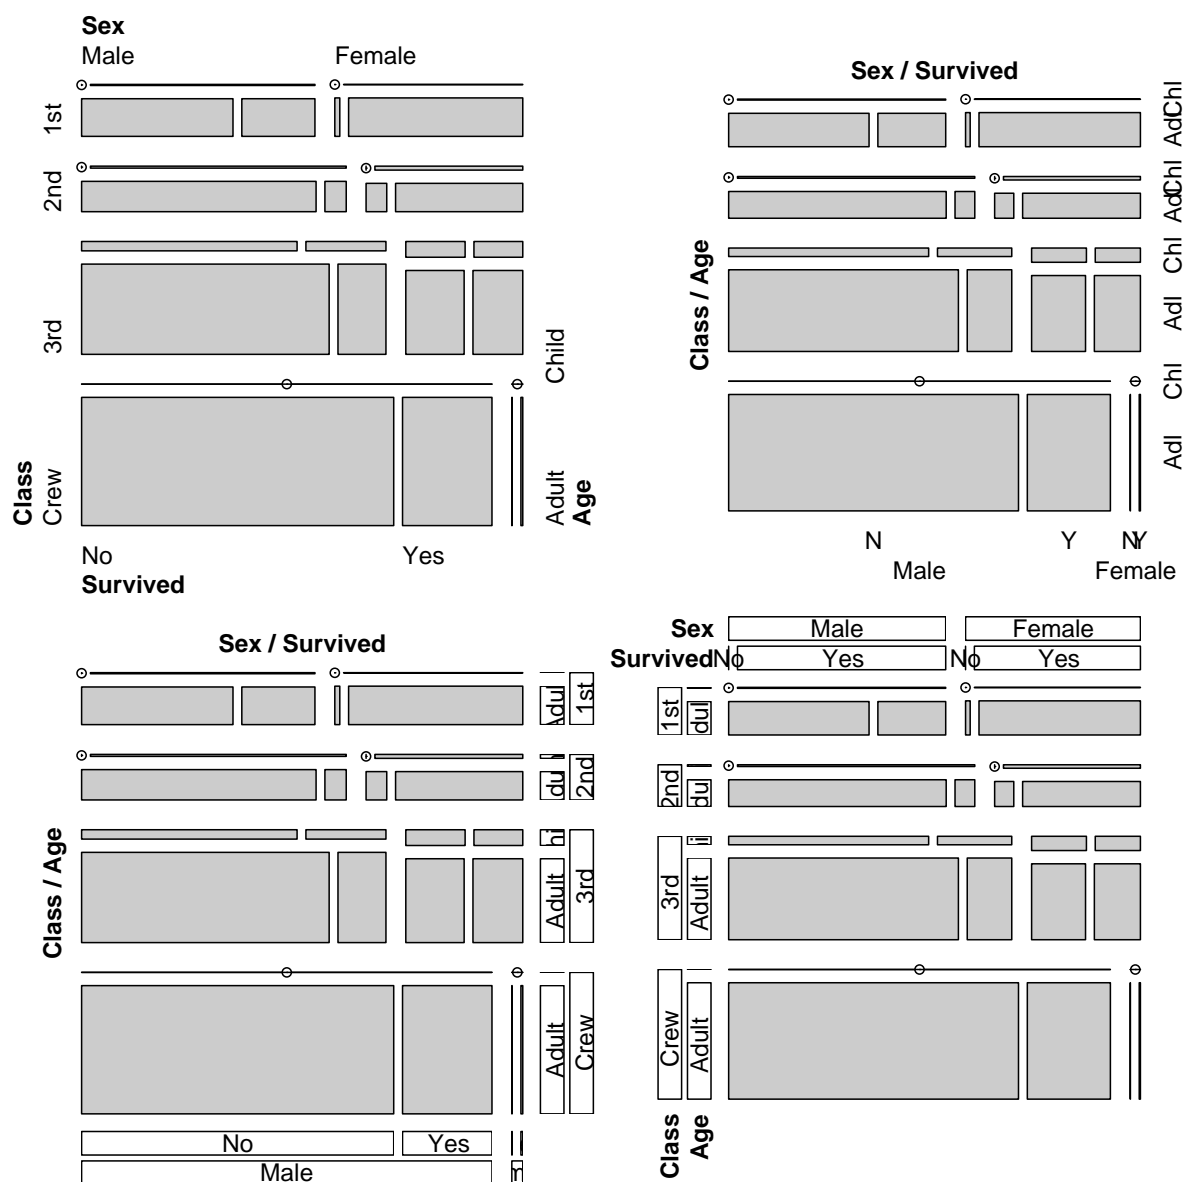 Sex
Male Female
1st
2nd
3rd
Crew
Class
Child
Adult
Age
No Yes
Survived
Sex / Survived
Class / Age
Chl
Adl
Chl
Adl
Chl
Adl
Chl
Adl
N Y N Y
Male Female
Sex / Survived
Class / Age
1st
2nd
3rd
Adult
Crew
Adult
No Yes
Male
Sex Male Female
Survived No Yes No Yes
1st
2nd
3rd
Adult
Crew
Adult
Class
Age